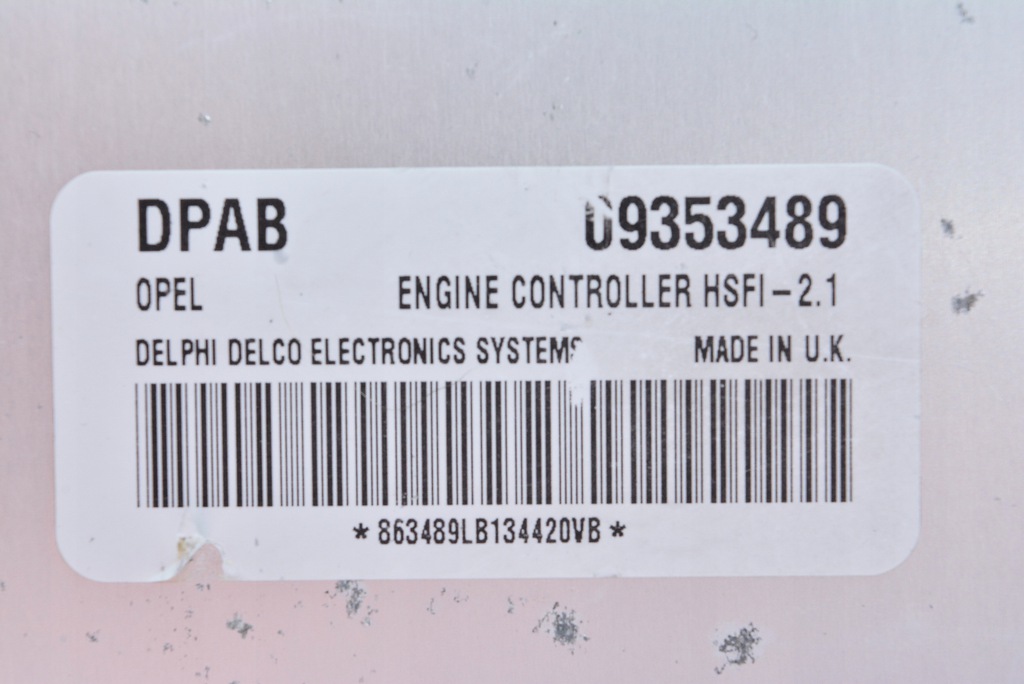 DPAB 09353489
OPEL ENGINE CONTROLLER HSFI-2.1
DELPHI DELCO ELECTRONICS SYSTEMS MADE IN U.K.
*863489LB134420VB*